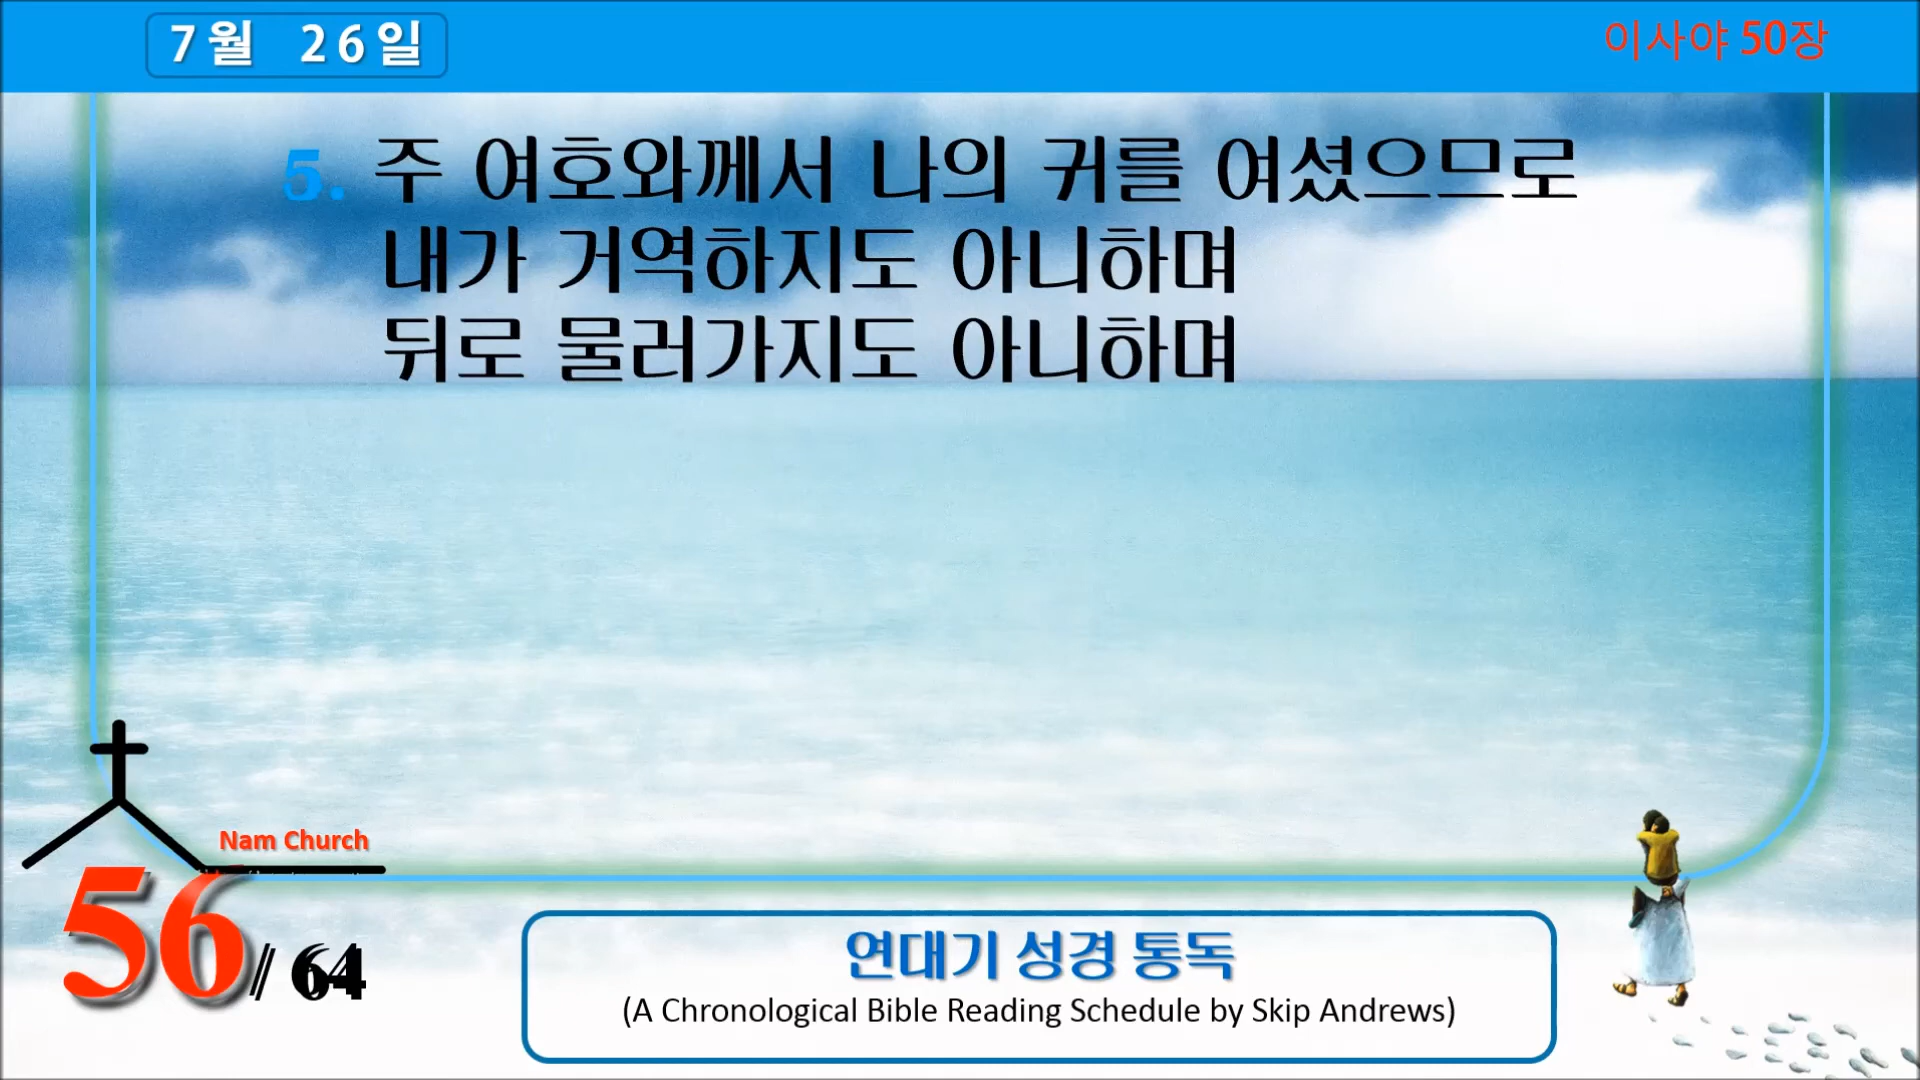 7월 26일
이사야 50장
5. 주 여호와께서 나의 귀를 여셨으므로
내가 거역하지도 아니하며
뒤로 물러가지도 아니하며
Nam Church
56 / 64
연대기 성경 통독
(A Chronological Bible Reading Schedule by Skip Andrews)